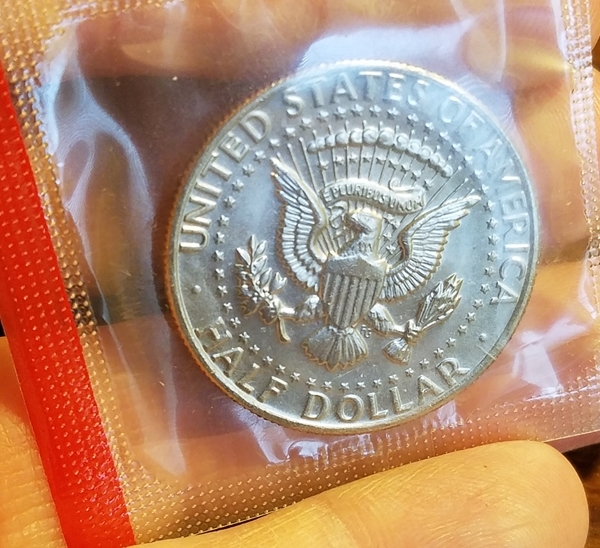 UNITED STATES OF AMERICA
E PLURIBUS UNUM
HALF DOLLAR